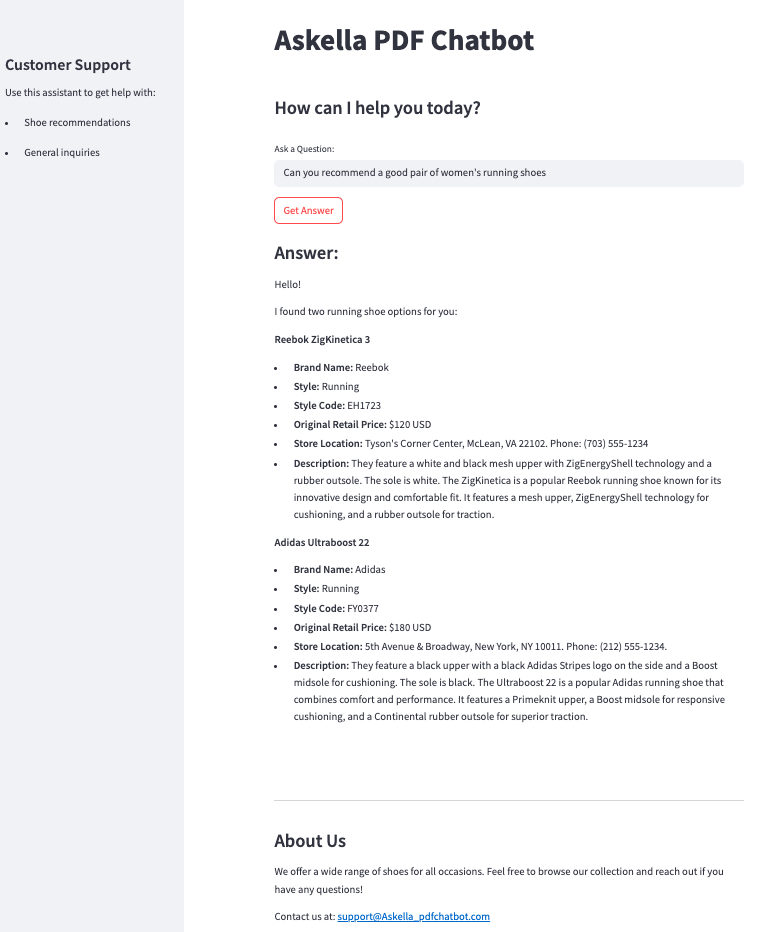 Customer Support
Use this assistant to get help with:
• Shoe recommendations
• General inquiries
Askella PDF Chatbot
How can I help you today?
Ask a Question:
Can you recommend a good pair of women's running shoes
Get Answer
Answer:
Hello!
I found two running shoe options for you:
Reebok ZigKinetica 3
• Brand Name: Reebok
• Style: Running
• Style Code: EH1723
• Original Retail Price: $120 USD
• Store Location: Tyson's Corner Center, McLean, VA 22102. Phone: (703) 555-1234
• Description: They feature a white and black mesh upper with ZigEnergyShell technology and a
rubber outsole. The sole is white. The ZigKinetica is a popular Reebok running shoe known for its
innovative design and comfortable fit. It features a mesh upper, ZigEnergyShell technology for
cushioning, and a rubber outsole for traction.
Adidas Ultraboost 22
• Brand Name: Adidas
• Style: Running
• Style Code: FY0377
• Original Retail Price: $180 USD
• Store Location: 5th Avenue & Broadway, New York, NY 10011. Phone: (212) 555-1234.
• Description: They feature a black upper with a black Adidas Stripes logo on the side and a Boost
midsole for cushioning. The sole is black. The Ultraboost 22 is a popular Adidas running shoe that
combines comfort and performance. It features a Primeknit upper, a Boost midsole for responsive
cushioning, and a Continental rubber outsole for superior traction.
About Us
We offer a wide range of shoes for all occasions. Feel free to browse our collection and reach out if you
have any questions!
Contact us at: support@Askella_pdfchatbot.com